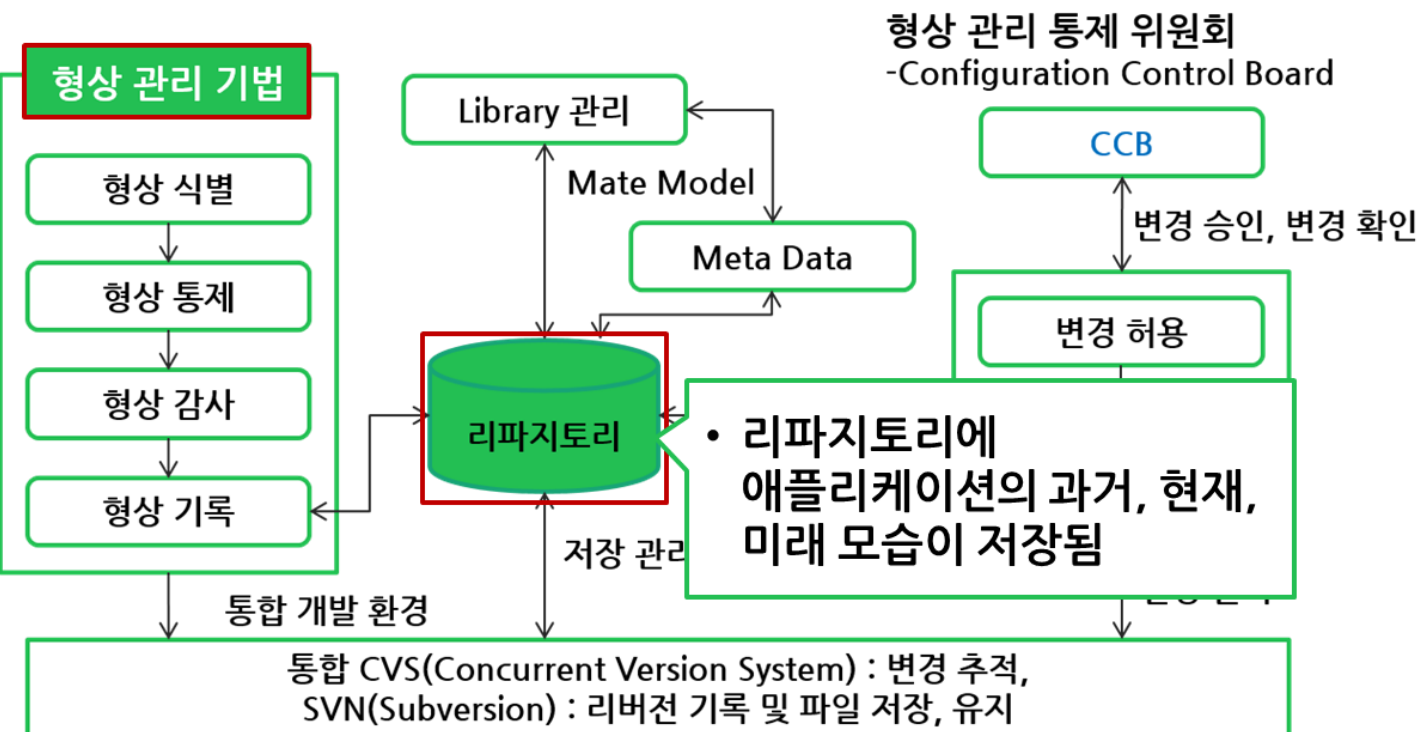 형상 관리 통제 위원회
-Configuration Control Board
형상 관리 기법
형상 식별
형상 통제
형상 감사
형상 기록
Library 관리
Mate Model
Meta Data
CCB
변경 승인, 변경 확인
변경 허용
리파지토리
• 리파지토리에
애플리케이션의 과거, 현재,
미래 모습이 저장됨
저장 관리
통합 개발 환경
통합 CVS(Concurrent Version System) : 변경 추적,
SVN(Subversion) : 리버전 기록 및 파일 저장, 유지